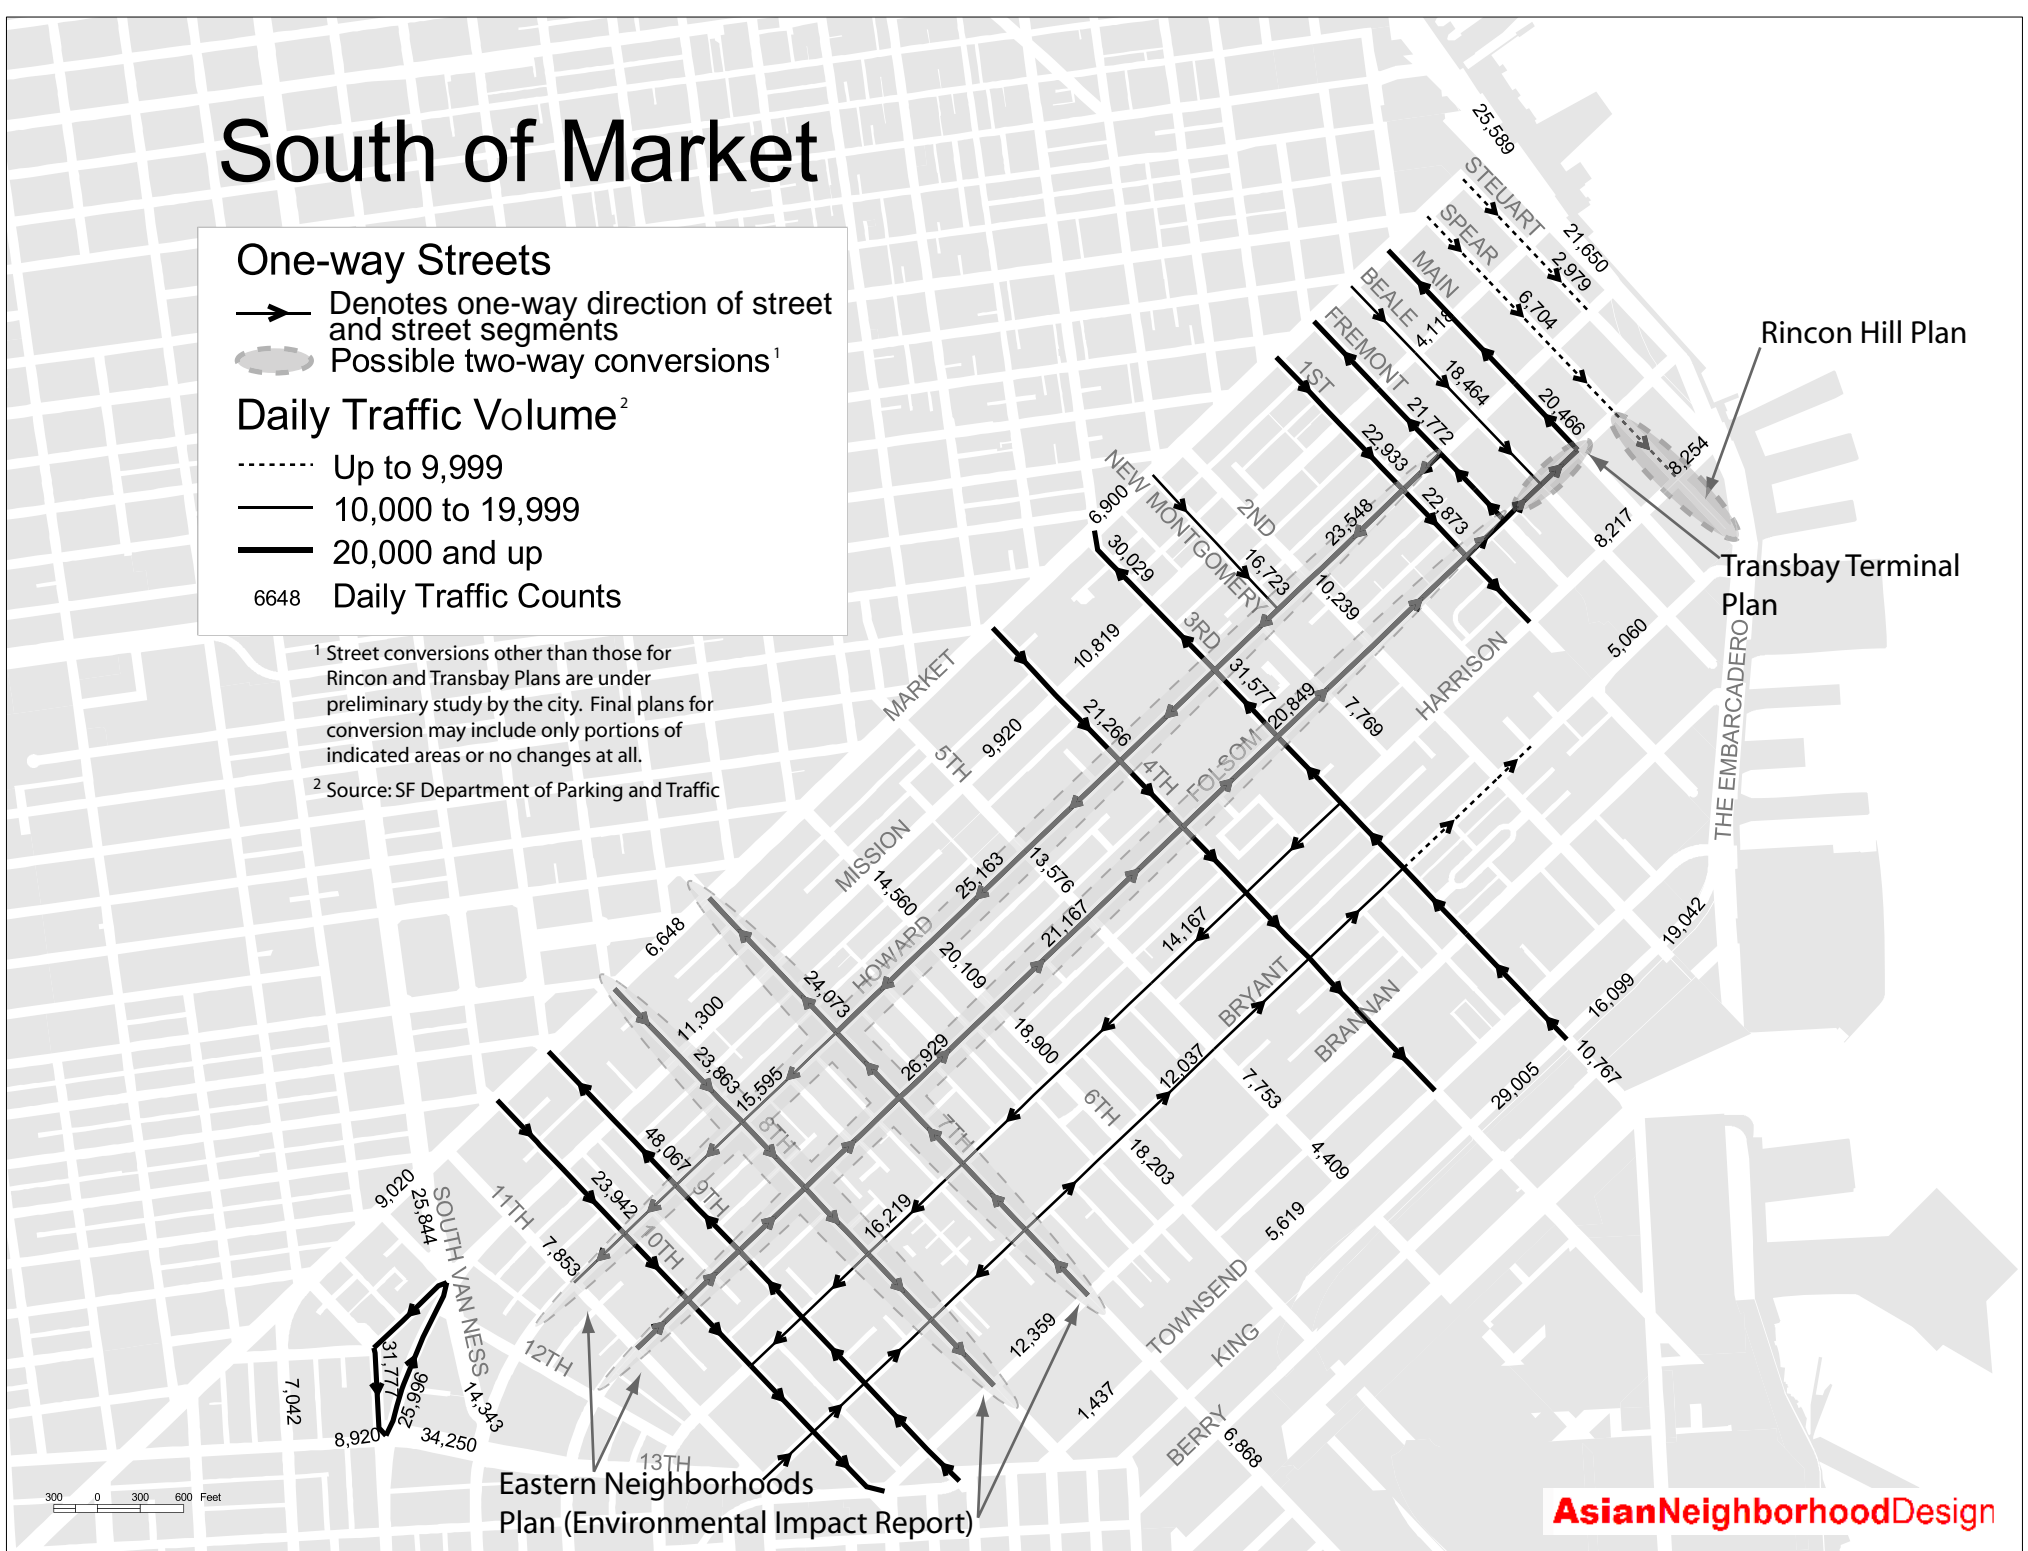 South of Market
One-way Streets
Denotes one-way direction of street
and street segments
Possible two-way conversions 1
Daily Traffic Volume 2
Up to 9,999
10,000 to 19,999
20,000 and up
6648 Daily Traffic Counts
1 Street conversions other than those for
Rincon and Transbay Plans are under
preliminary study by the city. Final plans for
conversion may include only portions of
indicated areas or no changes at all.
2 Source: SF Department of Parking and Traffic
25,589
STEUART
21,650
2,979
SPEAR
6,704
MAIN
BEALE
4,118
FREMONT
18,464
20,466
1ST
21,772
22,933
22,873
8,254
8,217
Rincon Hill Plan
Transbay Terminal
Plan
5,060
THE EMBARCADERO
NEW MONTGOMERY
6,900
30,029
2ND
16,723
23,548
10,239
3RD
31,577
20,849
7,769
HARRISON
10,819
MARKET
21,266
4TH
FOLSOM
5TH
9,920
MISSION
14,560
25,163
13,576
HOWARD
20,109
21,167
14,167
BRYANT
BRANNAN
19,042
16,099
10,767
29,005
6,648
24,073
11,300
23,863
15,595
26,929
18,900
12,037
7,753
6TH
18,203
4,409
5,619
8TH
7TH
48,067
23,942
9TH
10TH
16,219
11TH
7,853
9,020
25,844
SOUTH VAN NESS
12TH
12,359
TOWNSEND
KING
1,437
BERRY
6,868
31,777
25,996
7,042
8,920
34,250
14,343
13TH
Eastern Neighborhoods
Plan (Environmental Impact Report)
300 0 300 600 Feet
AsianNeighborhoodDesign